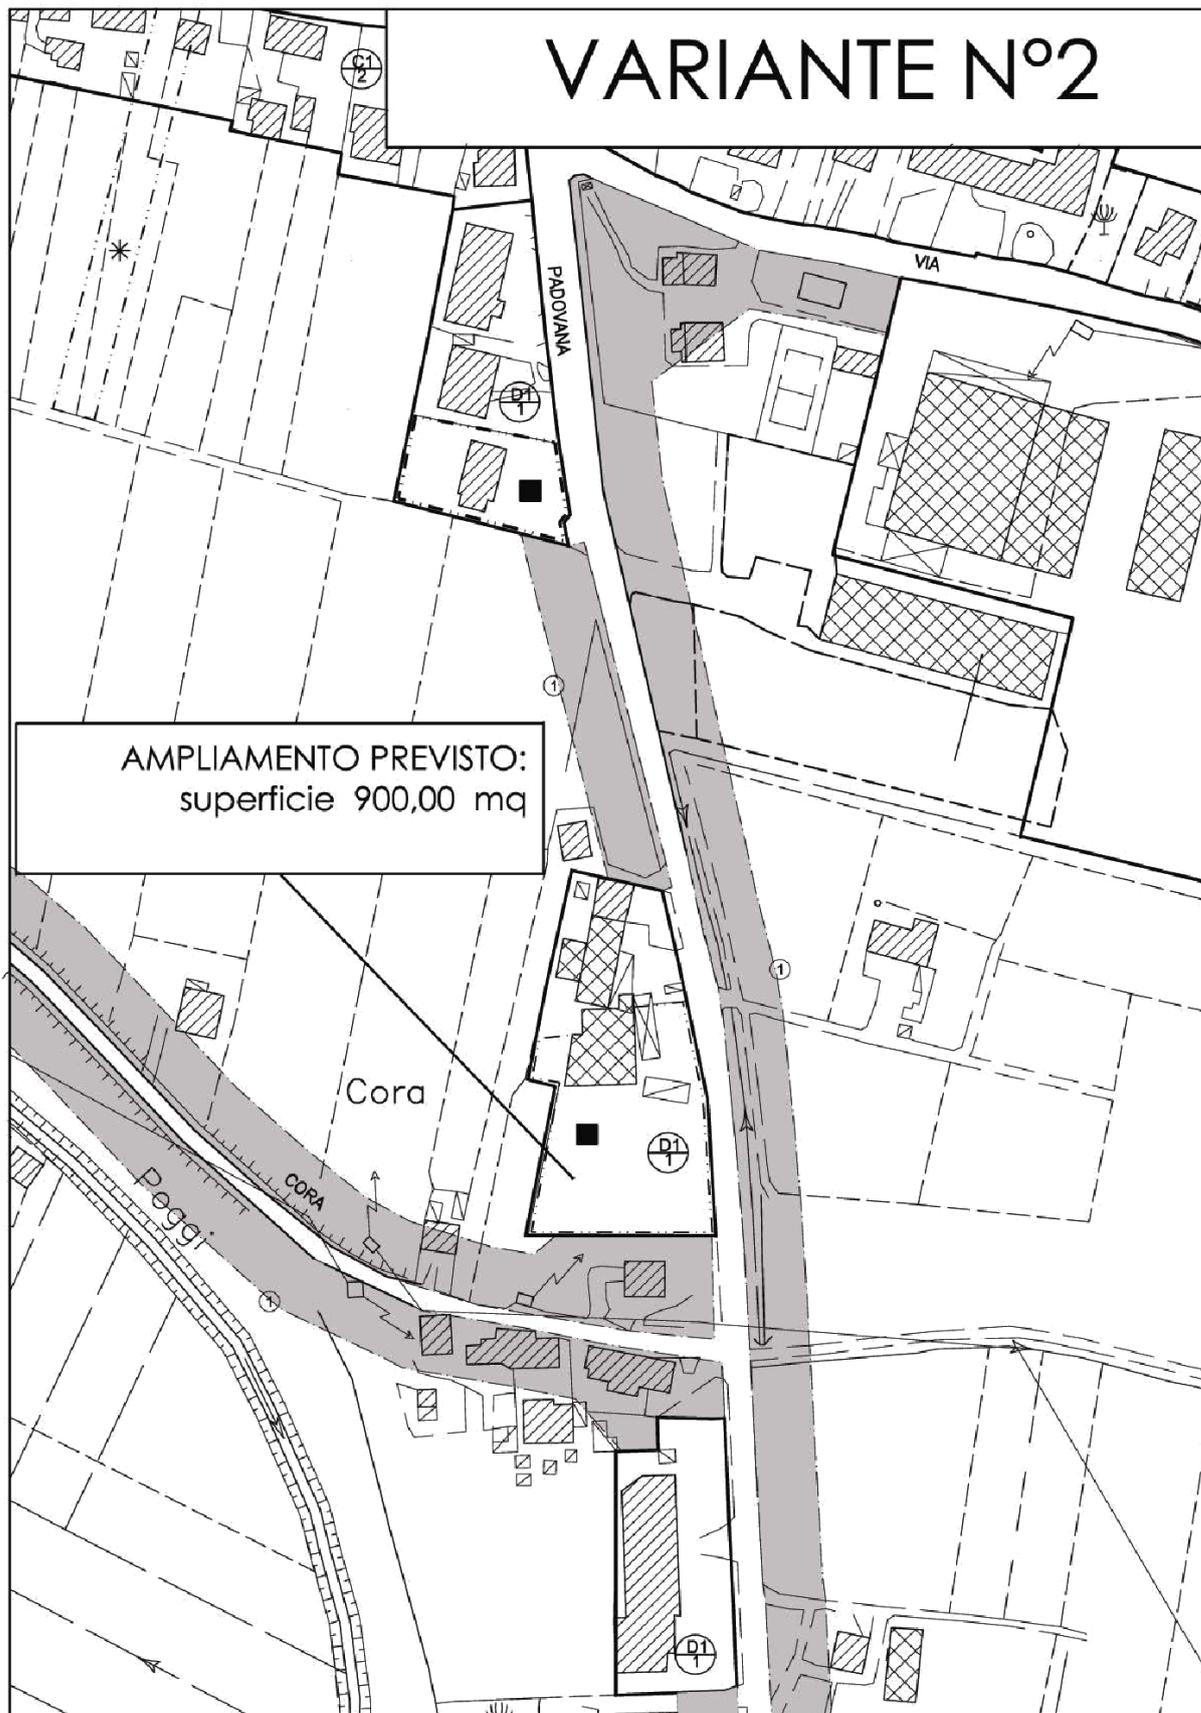 VARIANTE N°2
C1
2
VIA
PADOVANA
D1
1
1
AMPLIAMENTO PREVISTO:
superficie 900,00 mq
1
Cora
D1
1
CORA
Poggi
1
D1
1